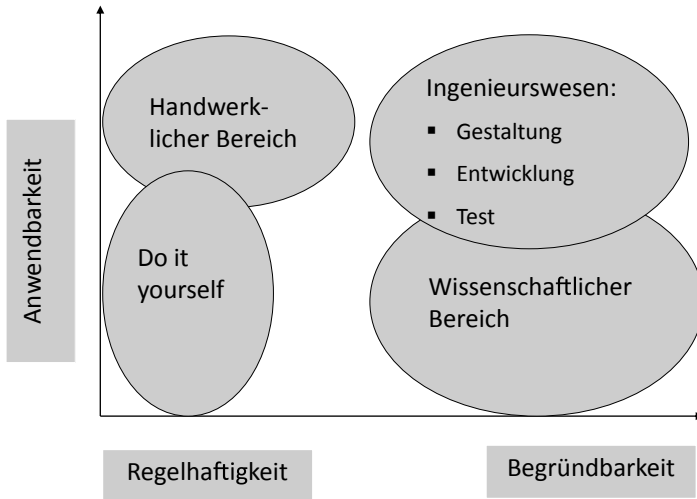 Handwerk-
licher Bereich
Ingenieurswesen:
▪ Gestaltung
▪ Entwicklung
▪ Test
Anwendbarkeit
Do it
yourself
Wissenschaftlicher
Bereich
Regelhaftigkeit
Begründbarkeit